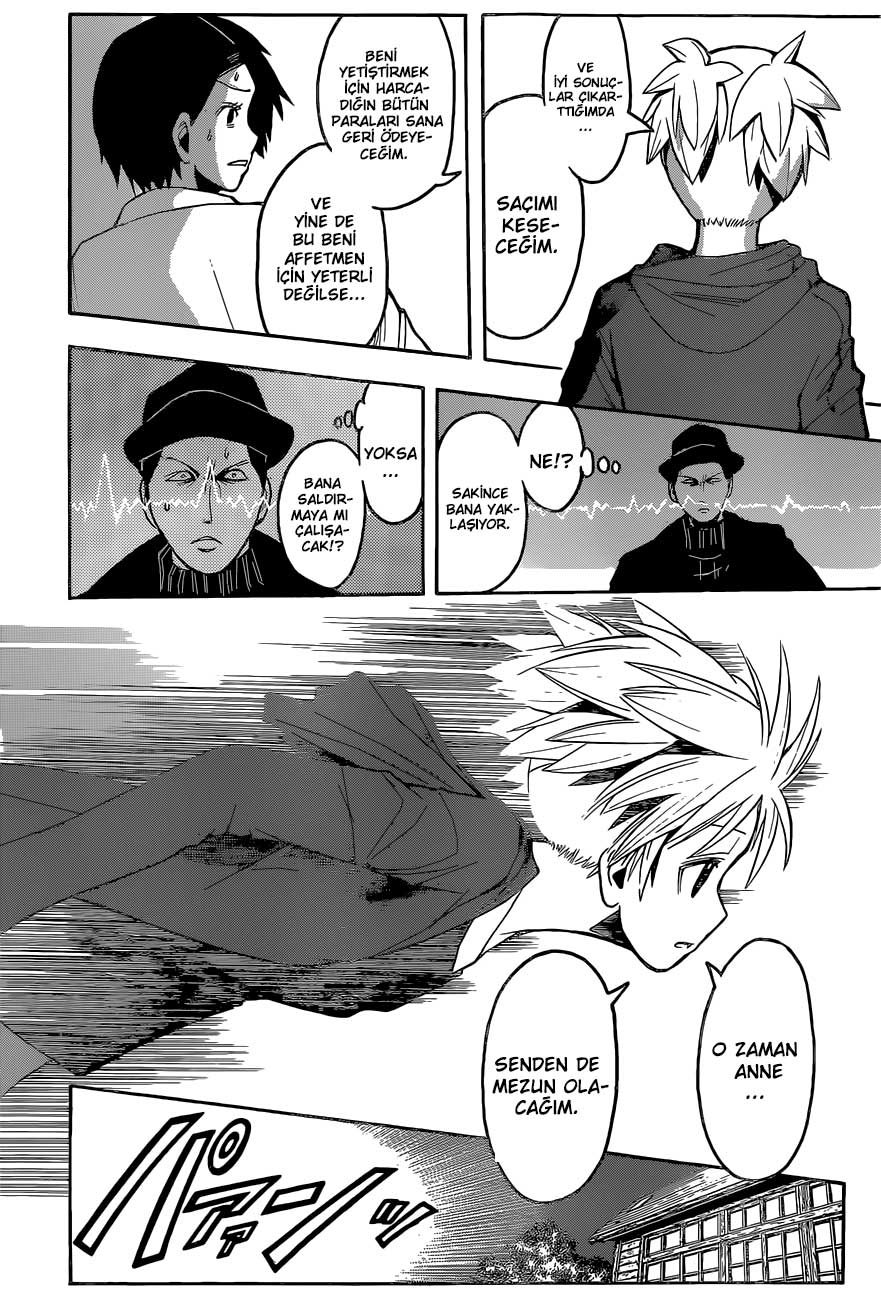 VE
İYİ SONUÇ-
LAR ÇIKAR-
TTIĞIMDA
...
SAÇIMI
KESE-
CEĞİM.
BENİ
YETİŞTİRMEK
İÇİN HARCA-
DIĞIN BÜTÜN
PARALARI SANA
GERİ ÖDEYE-
CEĞİM.
VE
YİNE DE
BU BENİ
AFFETMEN
İÇİN YETERLİ
DEĞİLSE...
NE!?
SAKİNCE
BANA YAK-
LAŞIYOR.
YOKSA
...
BANA
SALDIR-
MAYA MI
ÇALIŞA-
CAK!?
O ZAMAN
ANNE
...
SENDEN DE
MEZUN OLA-
CAĞIM.
パアァンッ